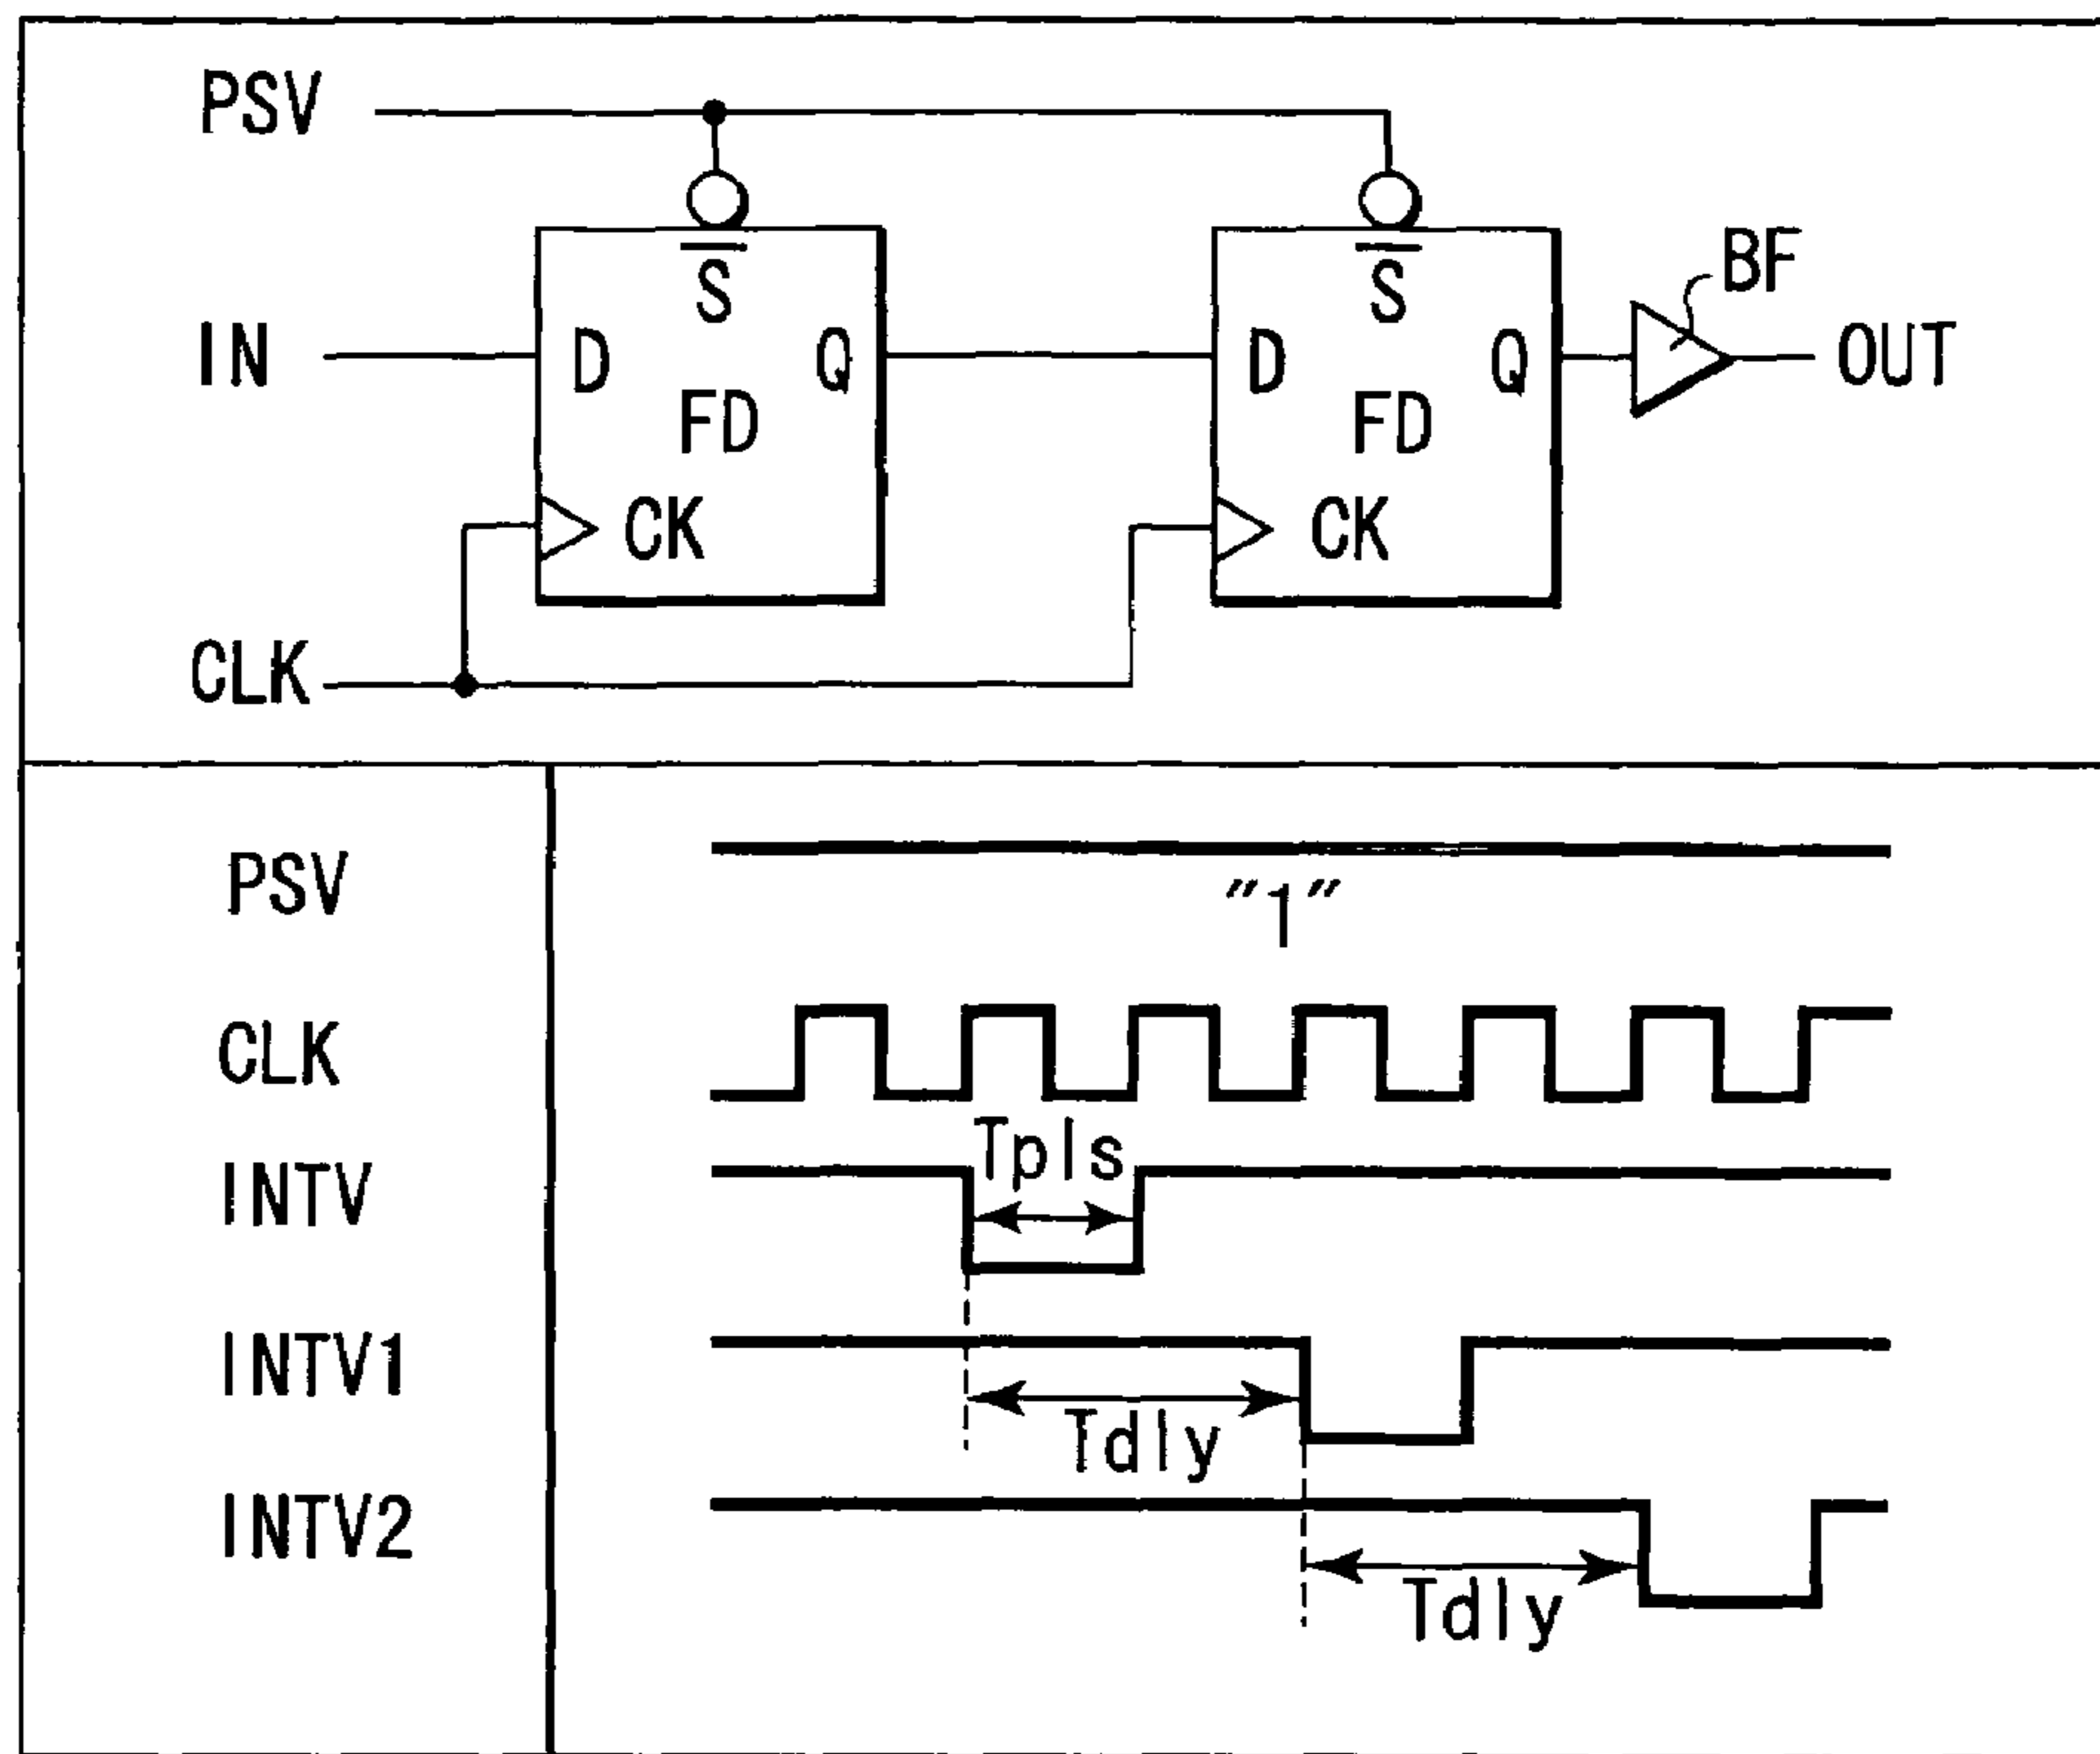 PSV
S
S
BF
IN
D
Q
D
Q
OUT
FD
FD
CK
CK
CLK
PSV
"1"
CLK
Tpls
INTV
INTV1
Tdly
INTV2
Tdly